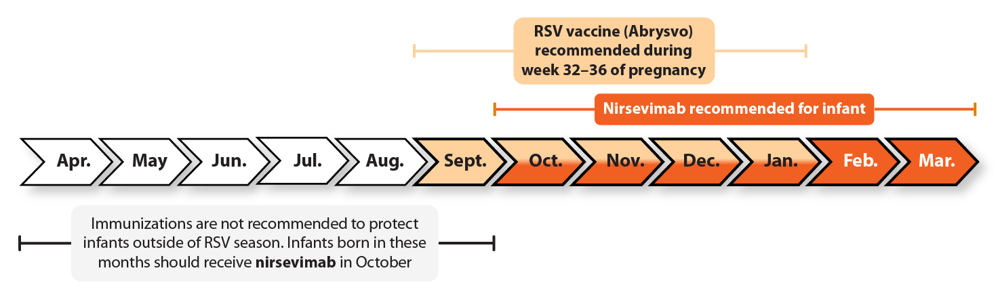 RSV vaccine (Abrysvo)
recommended during
week 32–36 of pregnancy
Nirsevimab recommended for infant
Apr.
May
Jun.
Jul.
Aug.
Sept.
Oct.
Nov.
Dec.
Jan.
Feb.
Mar.
Immunizations are not recommended to protect
infants outside of RSV season. Infants born in these
months should receive nirsevimab in October